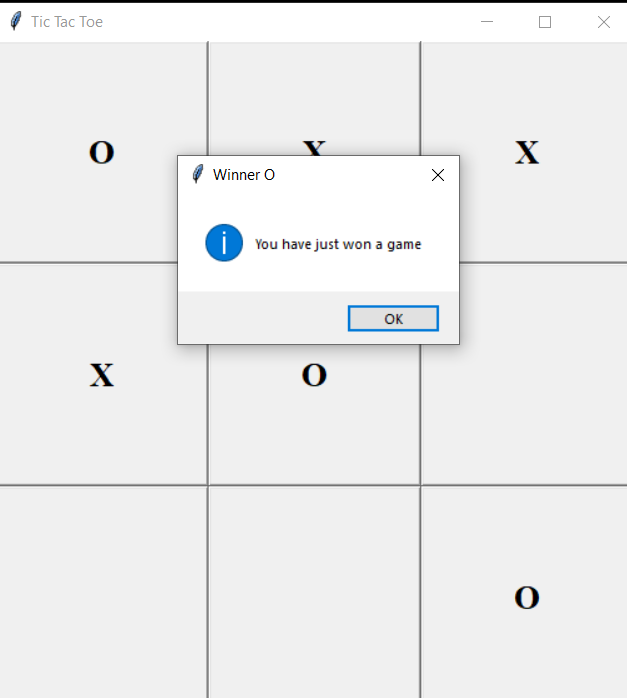 Tic Tac Toe
O X X
Winner O
You have just won a game
OK
X O
O